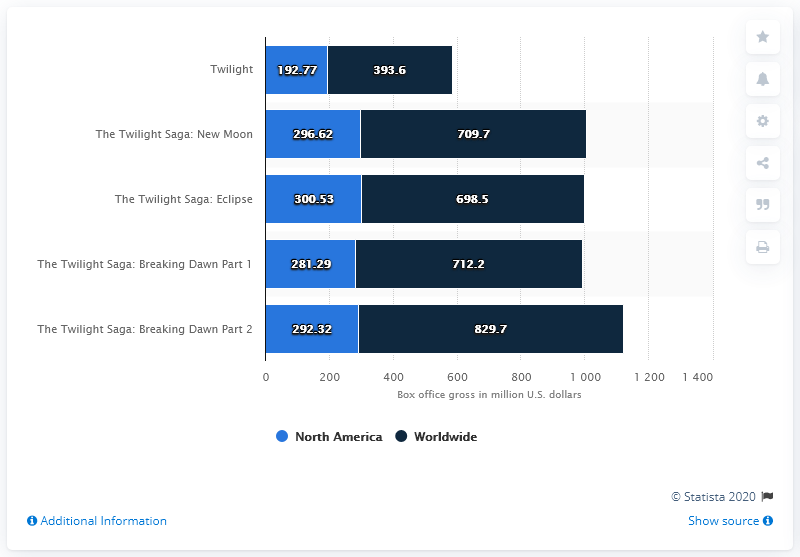 Twilight 192.77 393.6
The Twilight Saga: New Moon 296.62 709.7
The Twilight Saga: Eclipse 300.53 698.5
The Twilight Saga: Breaking Dawn Part 1 281.29 712.2
The Twilight Saga: Breaking Dawn Part 2 292.32 829.7
0 200 400 600 800 1 000 1 200 1 400
Box office gross in million U.S. dollars
North America Worldwide
© Statista 2020
Additional Information Show source